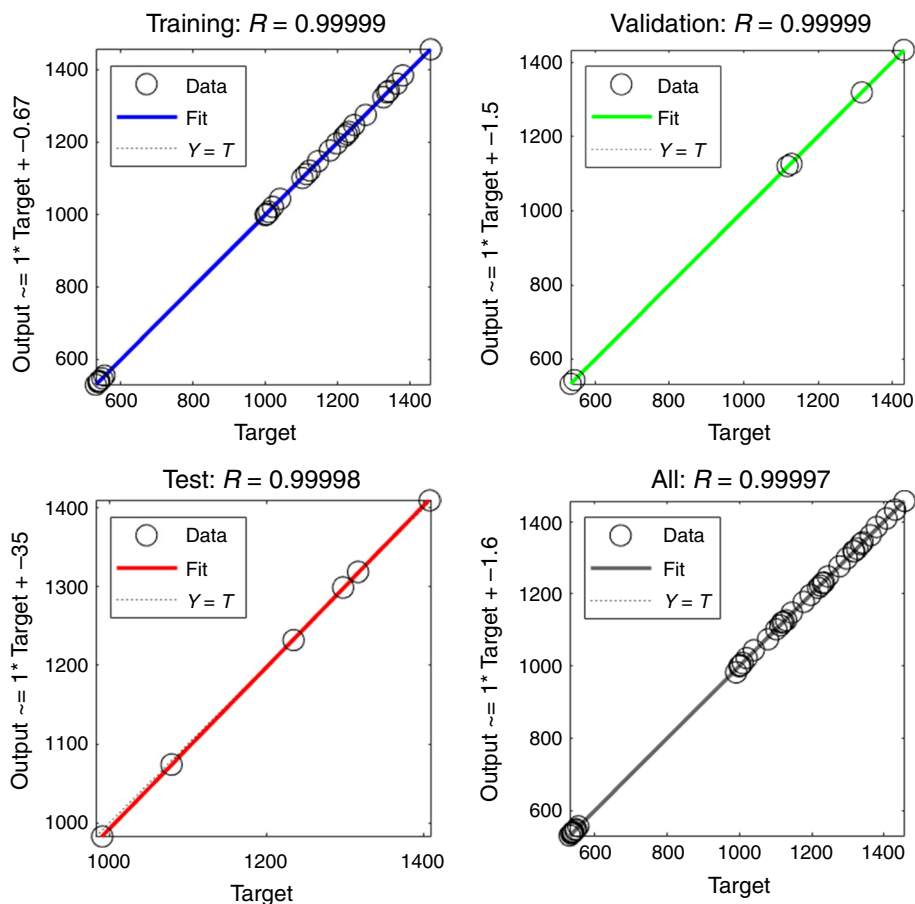 Training: R = 0.99999
Output ~= 1* Target + −0.67
1400
1200
1000
800
600
Data
Fit
Y = T
600
800
1000
1200
1400
Target
Validation: R = 0.99999
Output ~= 1* Target + −1.5
1400
1200
1000
800
600
Data
Fit
Y = T
600
800
1000
1200
1400
Target
Test: R = 0.99998
Output ~= 1* Target + −35
1400
1300
1200
1100
1000
Data
Fit
Y = T
1000
1200
1400
Target
All: R = 0.99997
Output ~= 1* Target + −1.6
1400
1200
1000
800
600
Data
Fit
Y = T
600
800
1000
1200
1400
Target